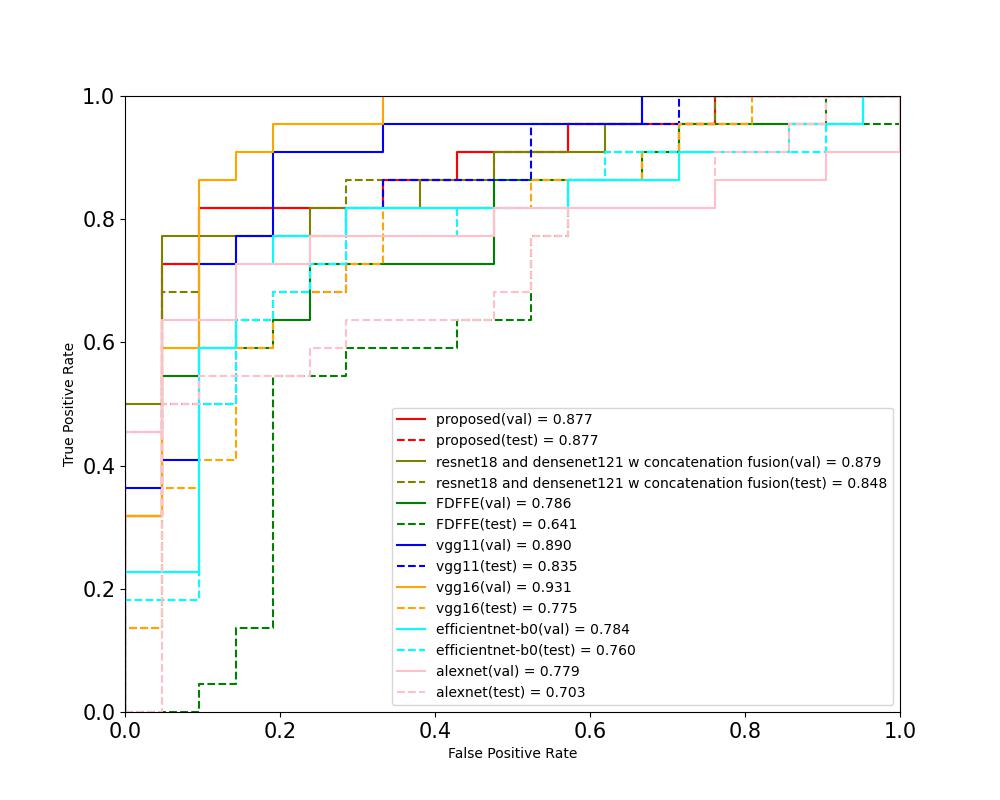 1.0
0.8
0.6
0.4
0.2
0.0
True Positive Rate
proposed(val) = 0.877
proposed(test) = 0.877
resnet18 and densenet121 w concatenation fusion(val) = 0.879
resnet18 and densenet121 w concatenation fusion(test) = 0.848
FDFFE(val) = 0.786
FDFFE(test) = 0.641
vgg11(val) = 0.890
vgg11(test) = 0.835
vgg16(val) = 0.931
vgg16(test) = 0.775
efficientnet-b0(val) = 0.784
efficientnet-b0(test) = 0.760
alexnet(val) = 0.779
alexnet(test) = 0.703
0.0 0.2 0.4 0.6 0.8 1.0
False Positive Rate